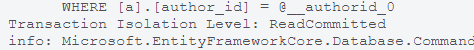 WHERE [a].[author_id] = @__authorid_0
Transaction Isolation Level: ReadCommitted
info: Microsoft.EntityFrameworkCore.Database.Command